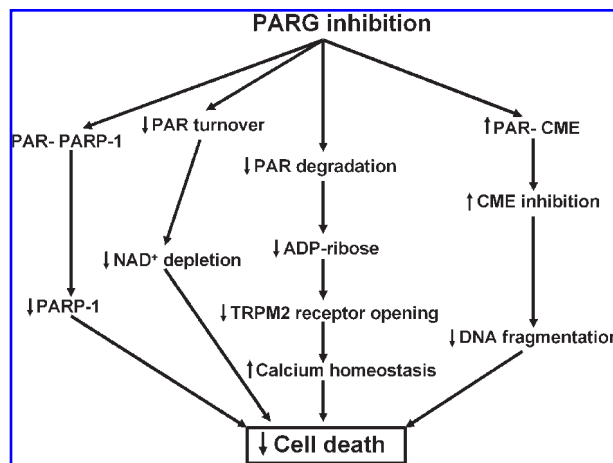 PARG inhibition
PAR- PARP-1
↓PAR turnover
↓PAR degradation
↑PAR- CME
↑CME inhibition
↓NAD⁺ depletion
↓ADP-ribose
↓PARP-1
↓TRPM2 receptor opening
↓DNA fragmentation
↑Calcium homeostasis
↓ Cell death